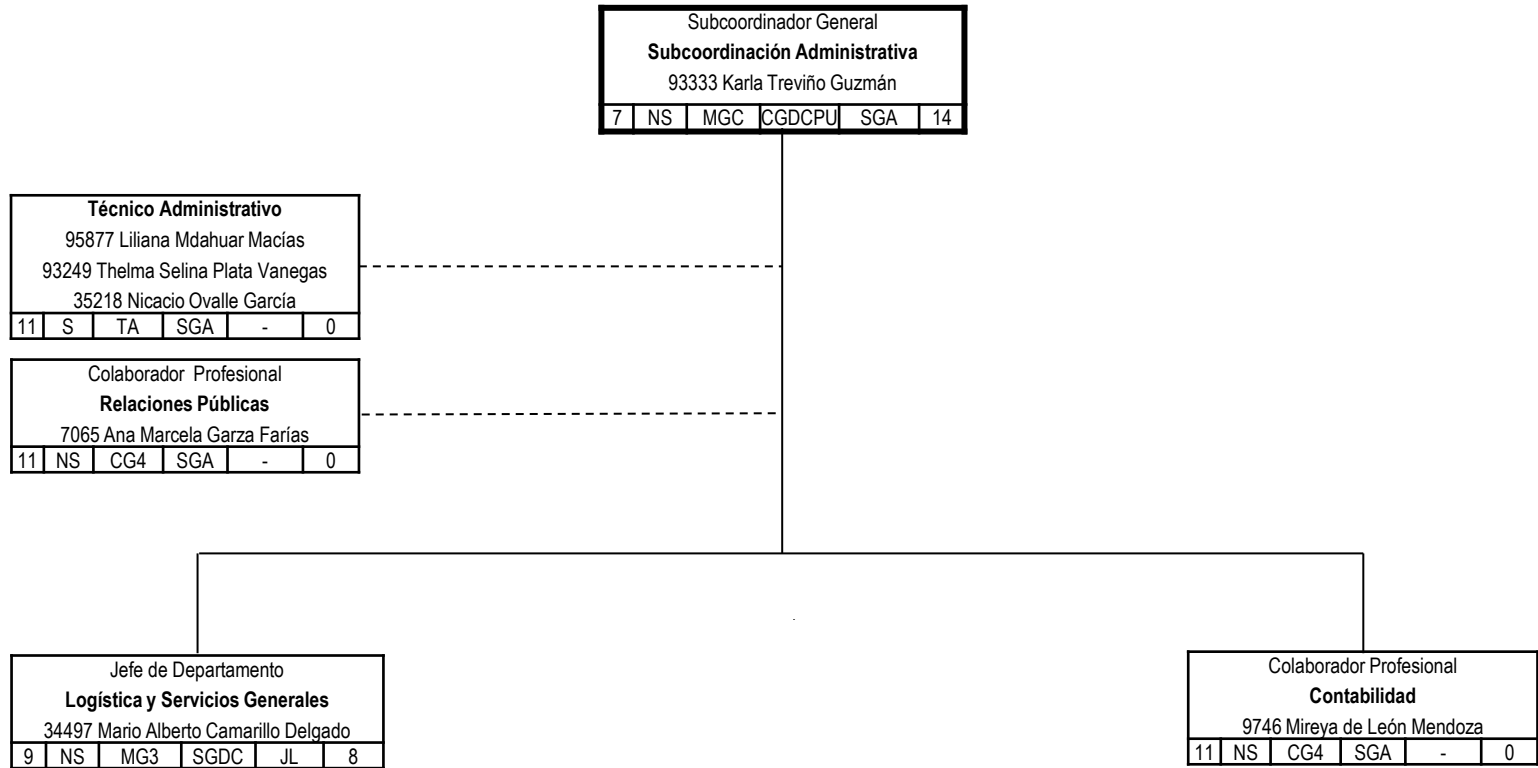 Subcoordinador General
Subcoordinación Administrativa
93333 Karla Treviño Guzmán
7 NS MGC CGDCPU SGA 14
Técnico Administrativo
95877 Liliana Mdahuar Macías
93249 Thelma Selina Plata Vanegas
35218 Nicacio Ovalle García
11 S TA SGA - 0
Colaborador Profesional
Relaciones Públicas
7065 Ana Marcela Garza Farías
11 NS CG4 SGA - 0
Jefe de Departamento
Logística y Servicios Generales
34497 Mario Alberto Camarillo Delgado
9 NS MG3 SGDC JL 8
Colaborador Profesional
Contabilidad
9746 Mireya de León Mendoza
11 NS CG4 SGA - 0